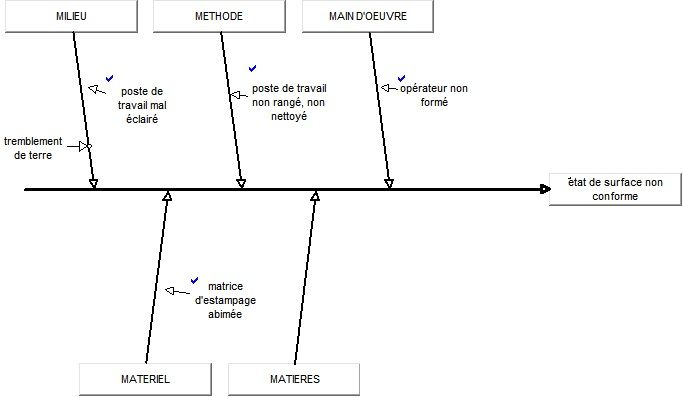 MILIEU
METHODE
MAIN D'OEUVRE
poste de
travail mal
éclairé
poste de travail
non rangé, non
nettoyé
opérateur non
formé
tremblement
de terre
état de surface non
conforme
matrice
d'estampage
abimée
MATERIEL
MATIERES